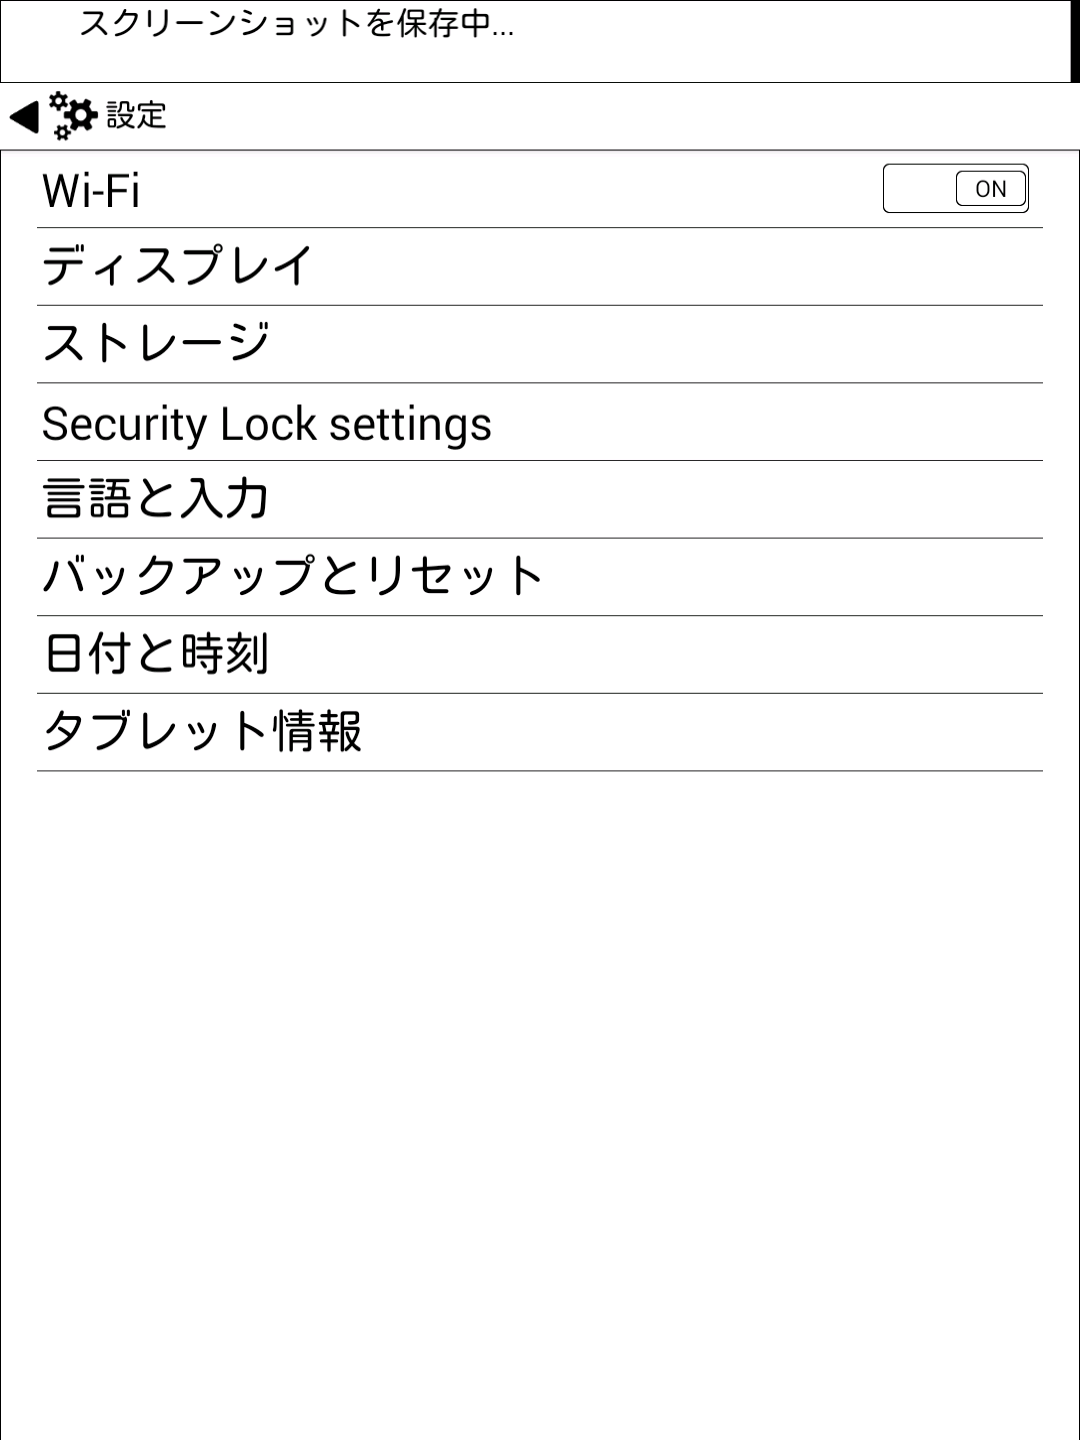 スクリーンショットを保存中...
設定
Wi-Fi
ON
ディスプレイ
ストレージ
Security Lock settings
言語と入力
バックアップとリセット
日付と時刻
タブレット情報